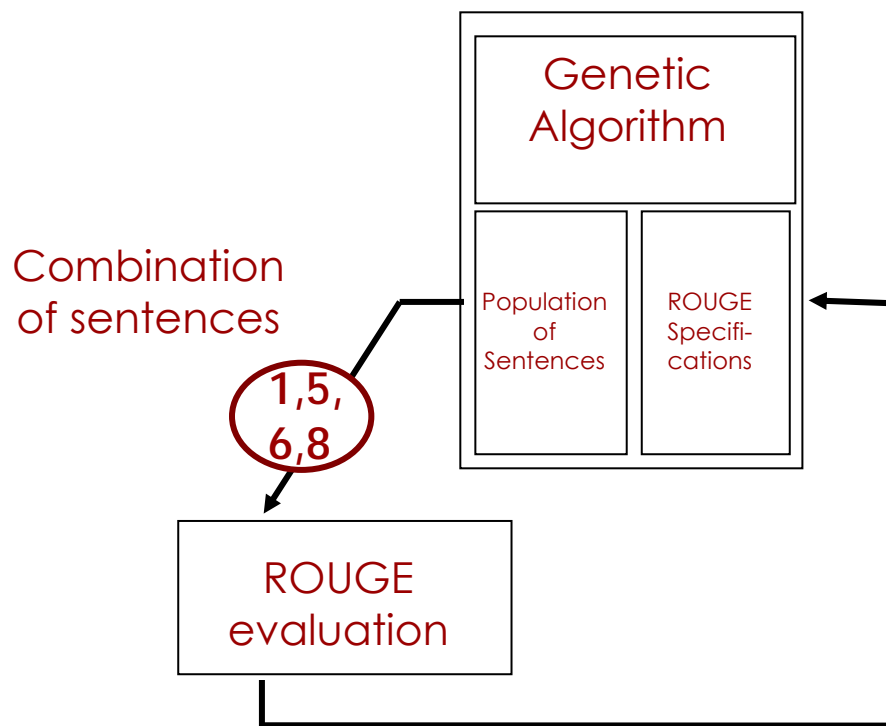 Genetic
Algorithm
Combination
of sentences
Population
of
Sentences
ROUGE
Specifi-
cations
1,5,
6,8
ROUGE
evaluation